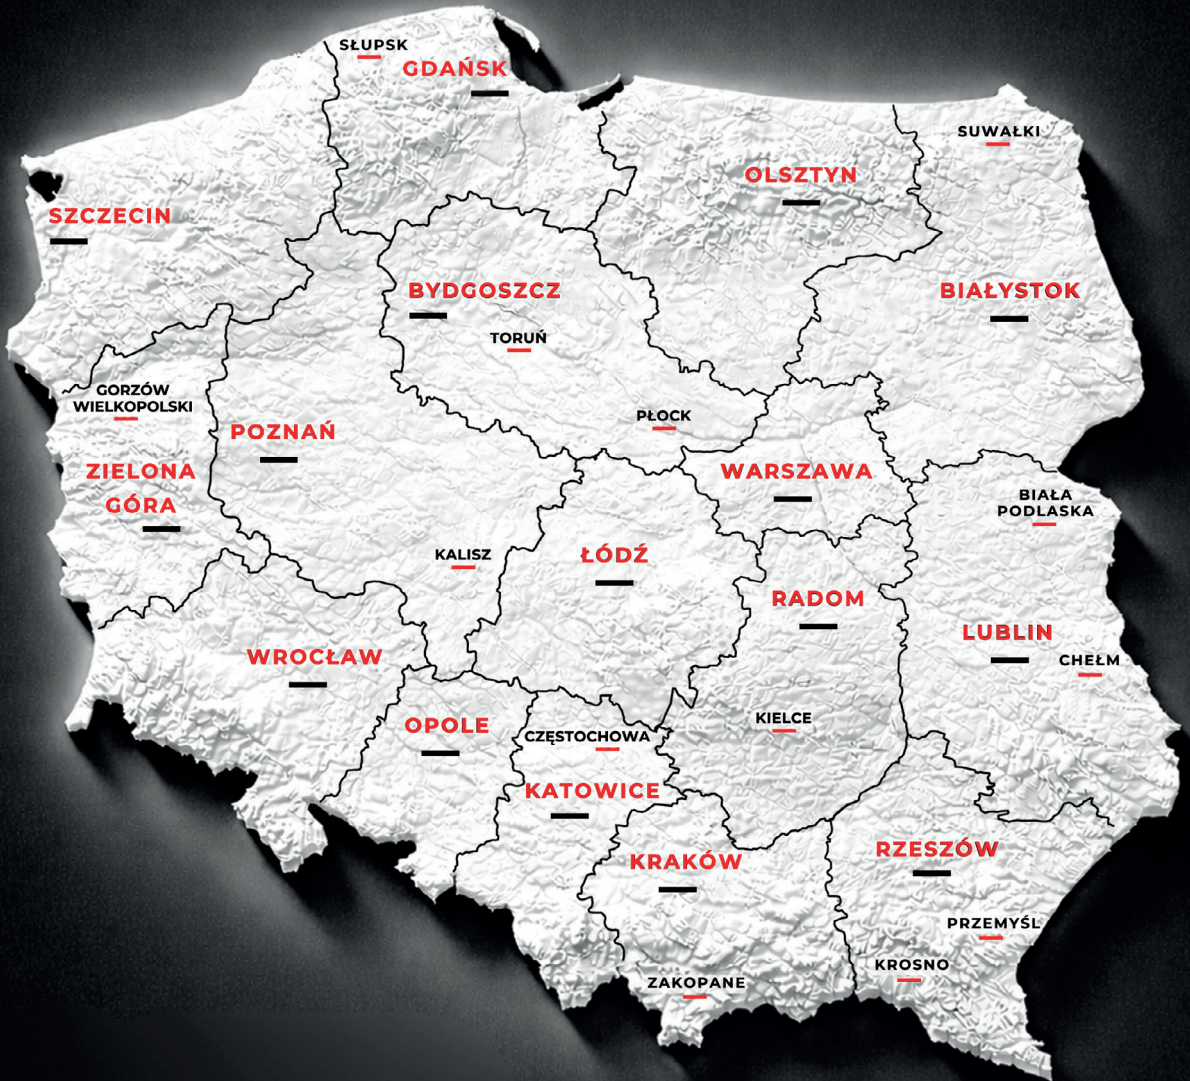 SŁUPSK
GDAŃSK
SUWAŁKI
OLSZTYN
SZCZECIN
BYDGOSZCZ
BIAŁYSTOK
TORUŃ
GORZÓW
WIELKOPOLSKI
PŁOCK
POZNAŃ
ZIELONA
GÓRA
WARSZAWA
BIAŁA
PODLASKA
KALISZ
ŁÓDŹ
RADOM
LUBLIN
CHEŁM
WROCŁAW
OPOLE
CZĘSTOCHOWA
KIELCE
KATOWICE
KRAKÓW
RZESZÓW
PRZEMYŚL
KROSNO
ZAKOPANE